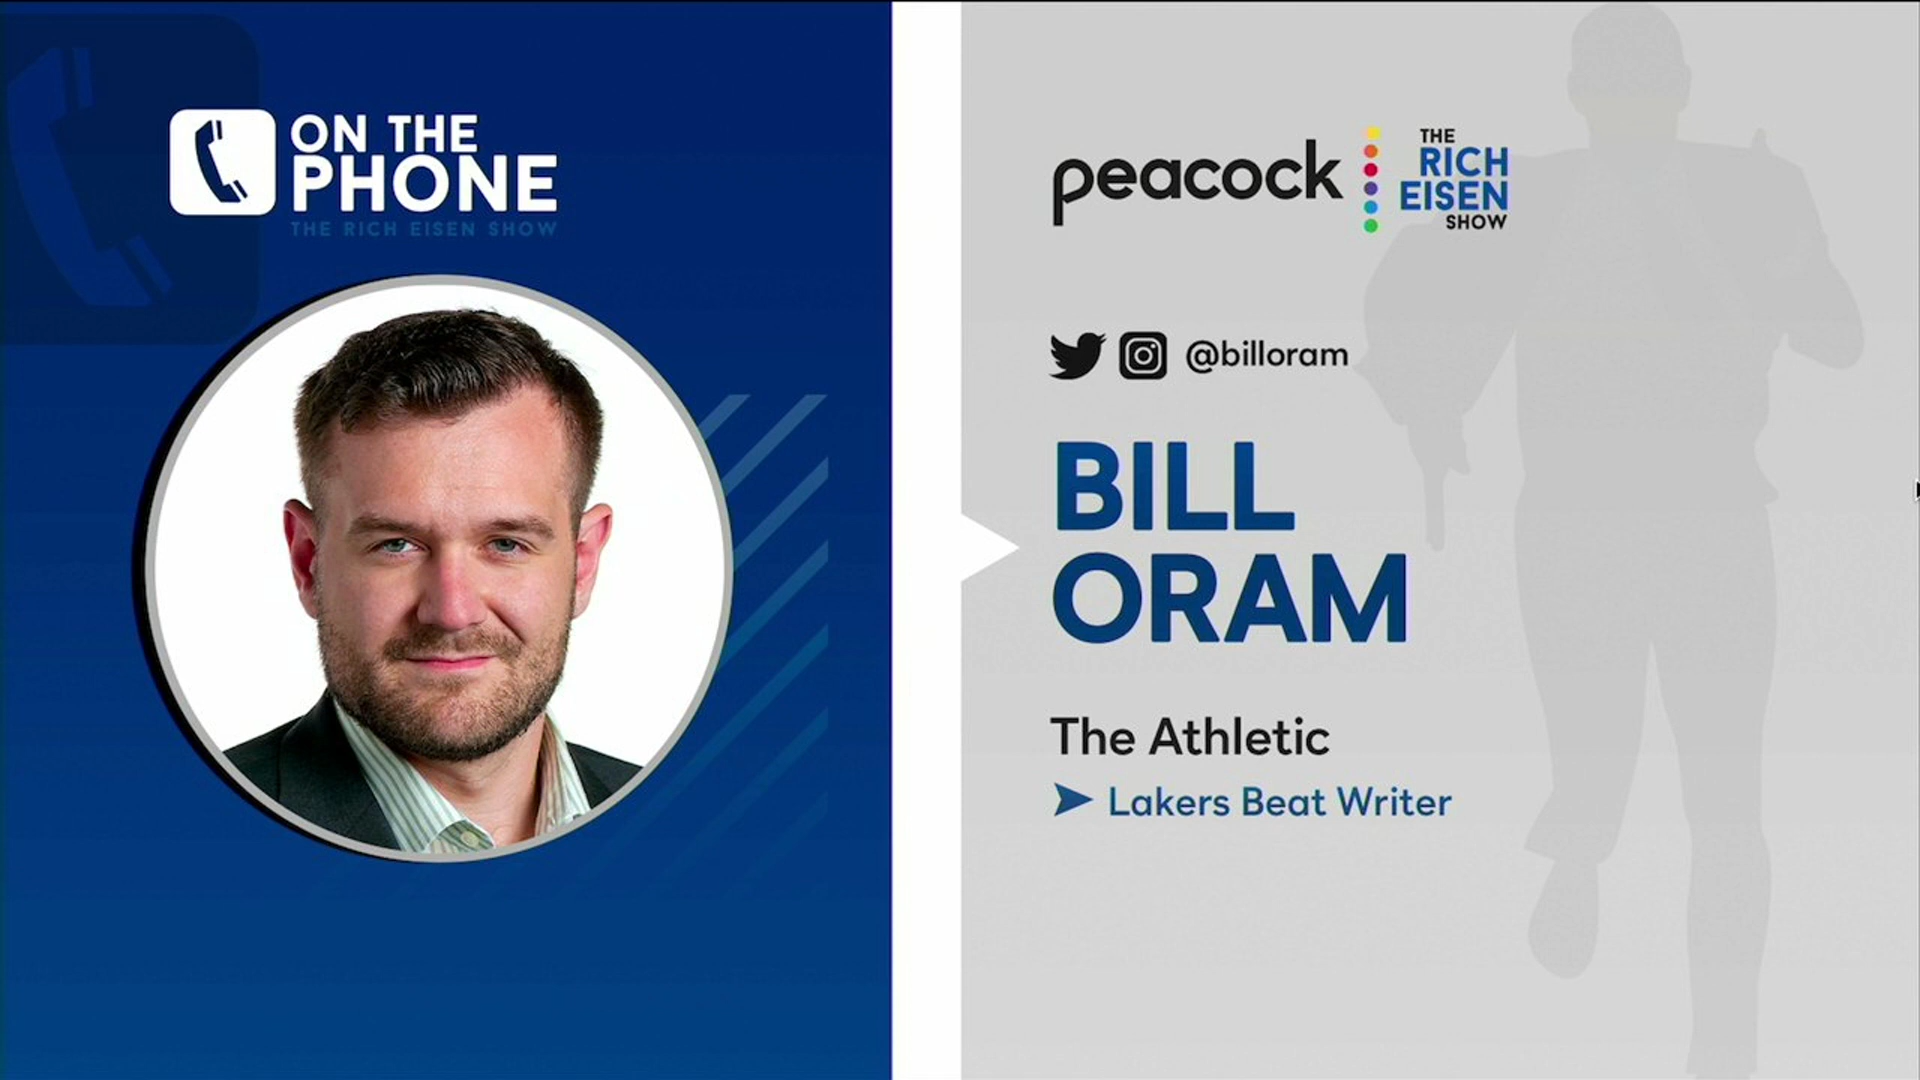 ON THE
PHONE
THE RICH EISEN SHOW
peacock
THE
RICH
EISEN
SHOW
@billoram
BILL
ORAM
The Athletic
Lakers Beat Writer